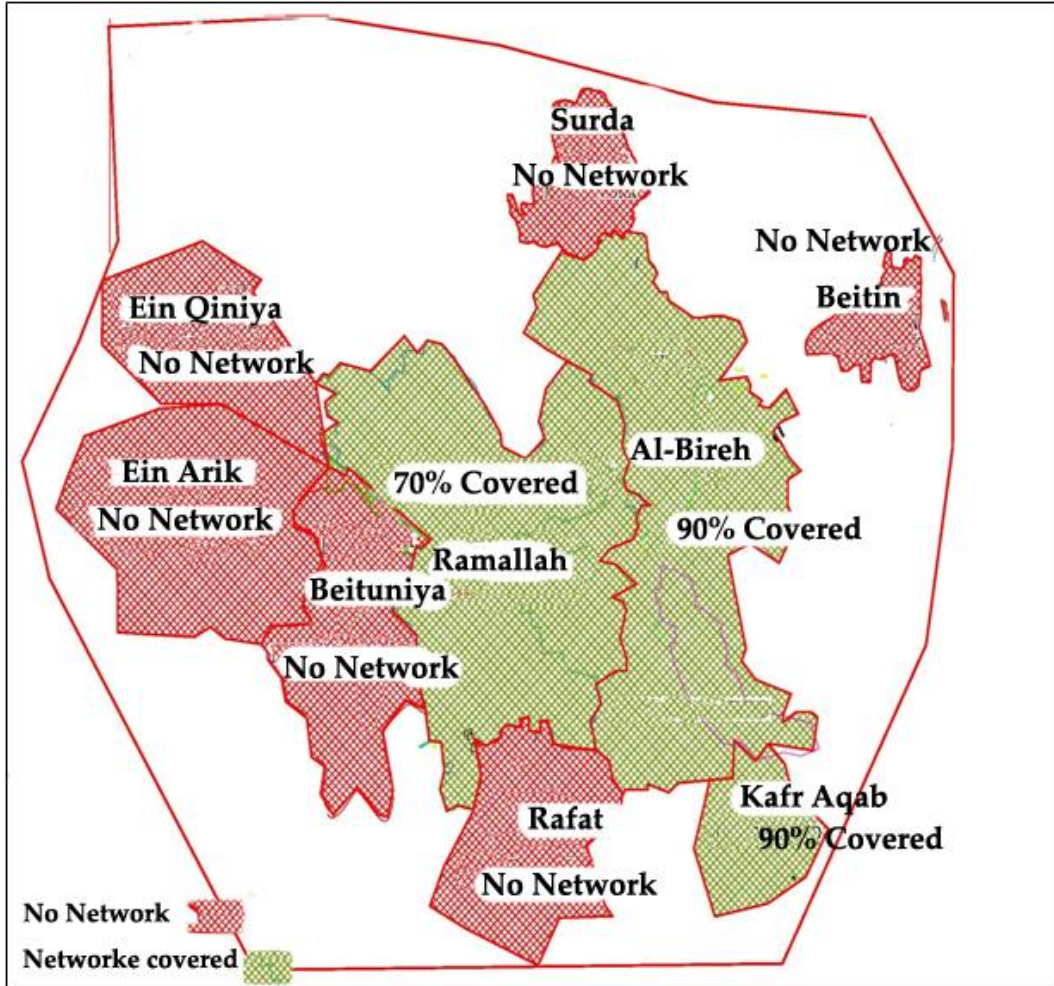 Surda
No Network
No Network
Beitin
Ein Qiniya
No Network
Ein Arik
No Network
Al-Bireh
70% Covered
90% Covered
Ramallah
Beituniya
No Network
Kafr Aqab
90% Covered
Rafat
No Network
No Network
Networke covered